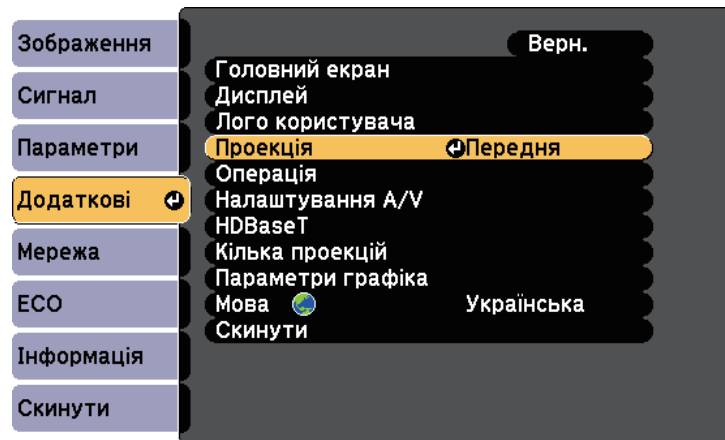 Зображення
Сигнал
Параметри
Додаткові
Мережа
ECO
Інформація
Скинути
Верн.
Головний екран
Дисплей
Лого користувача
Проекція Передня
Операція
Налаштування A/V
HDBaseT
Кілька проекцій
Параметри графіка
Мова Українська
Скинути